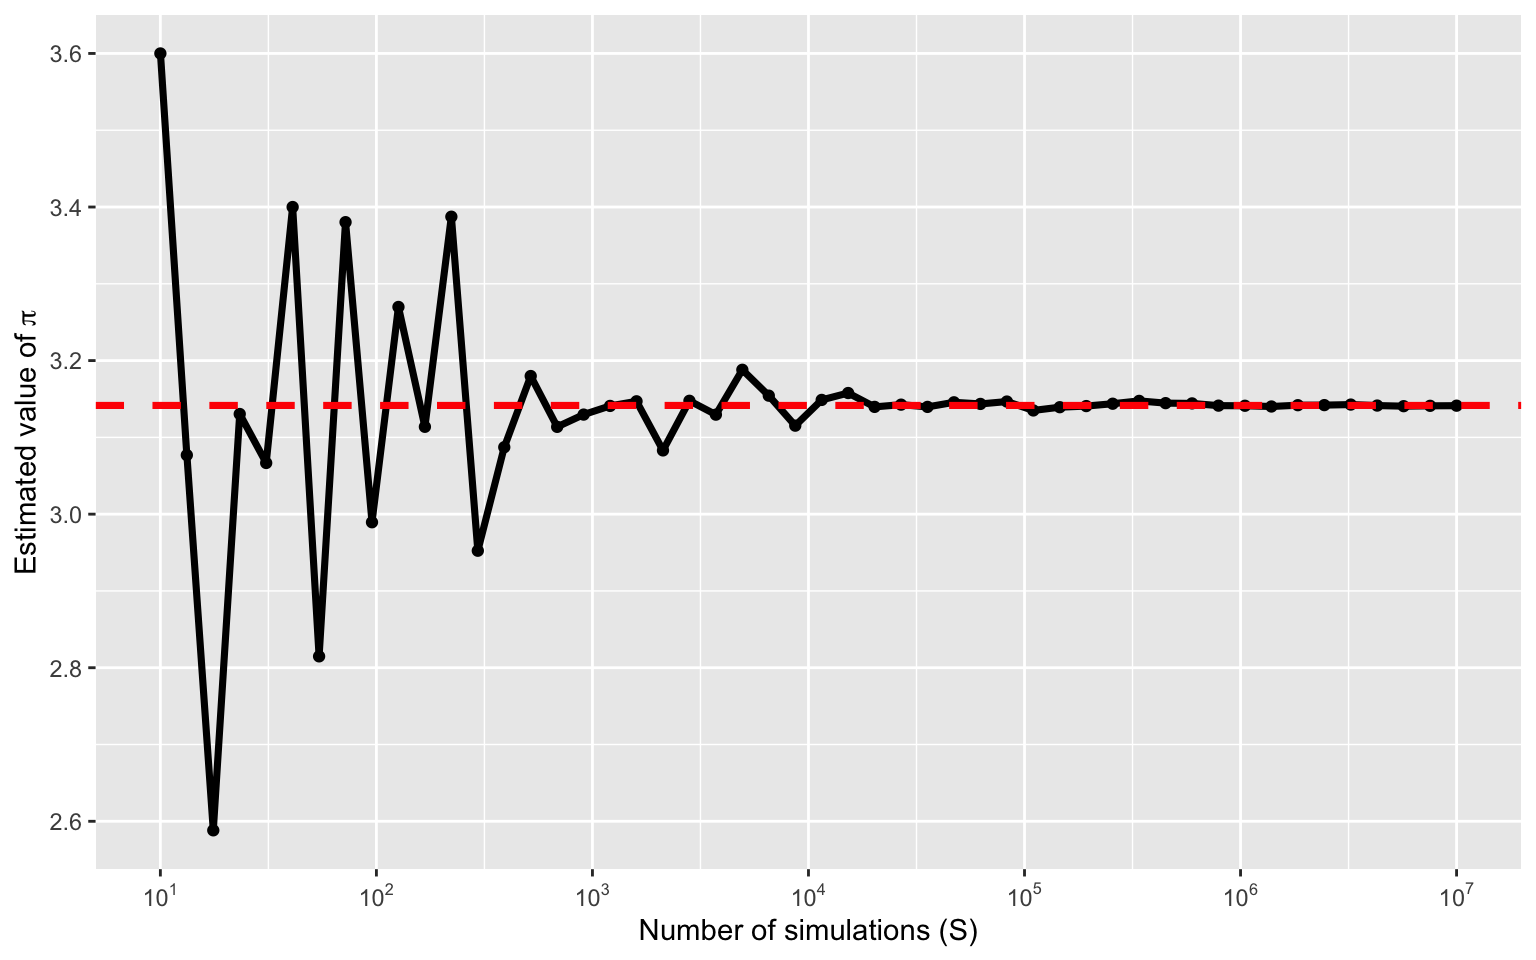 3.6
3.4
3.2
3.0
2.8
2.6
Estimated value of π
10¹ 10² 10³ 10⁴ 10⁵ 10⁶ 10⁷
Number of simulations (S)